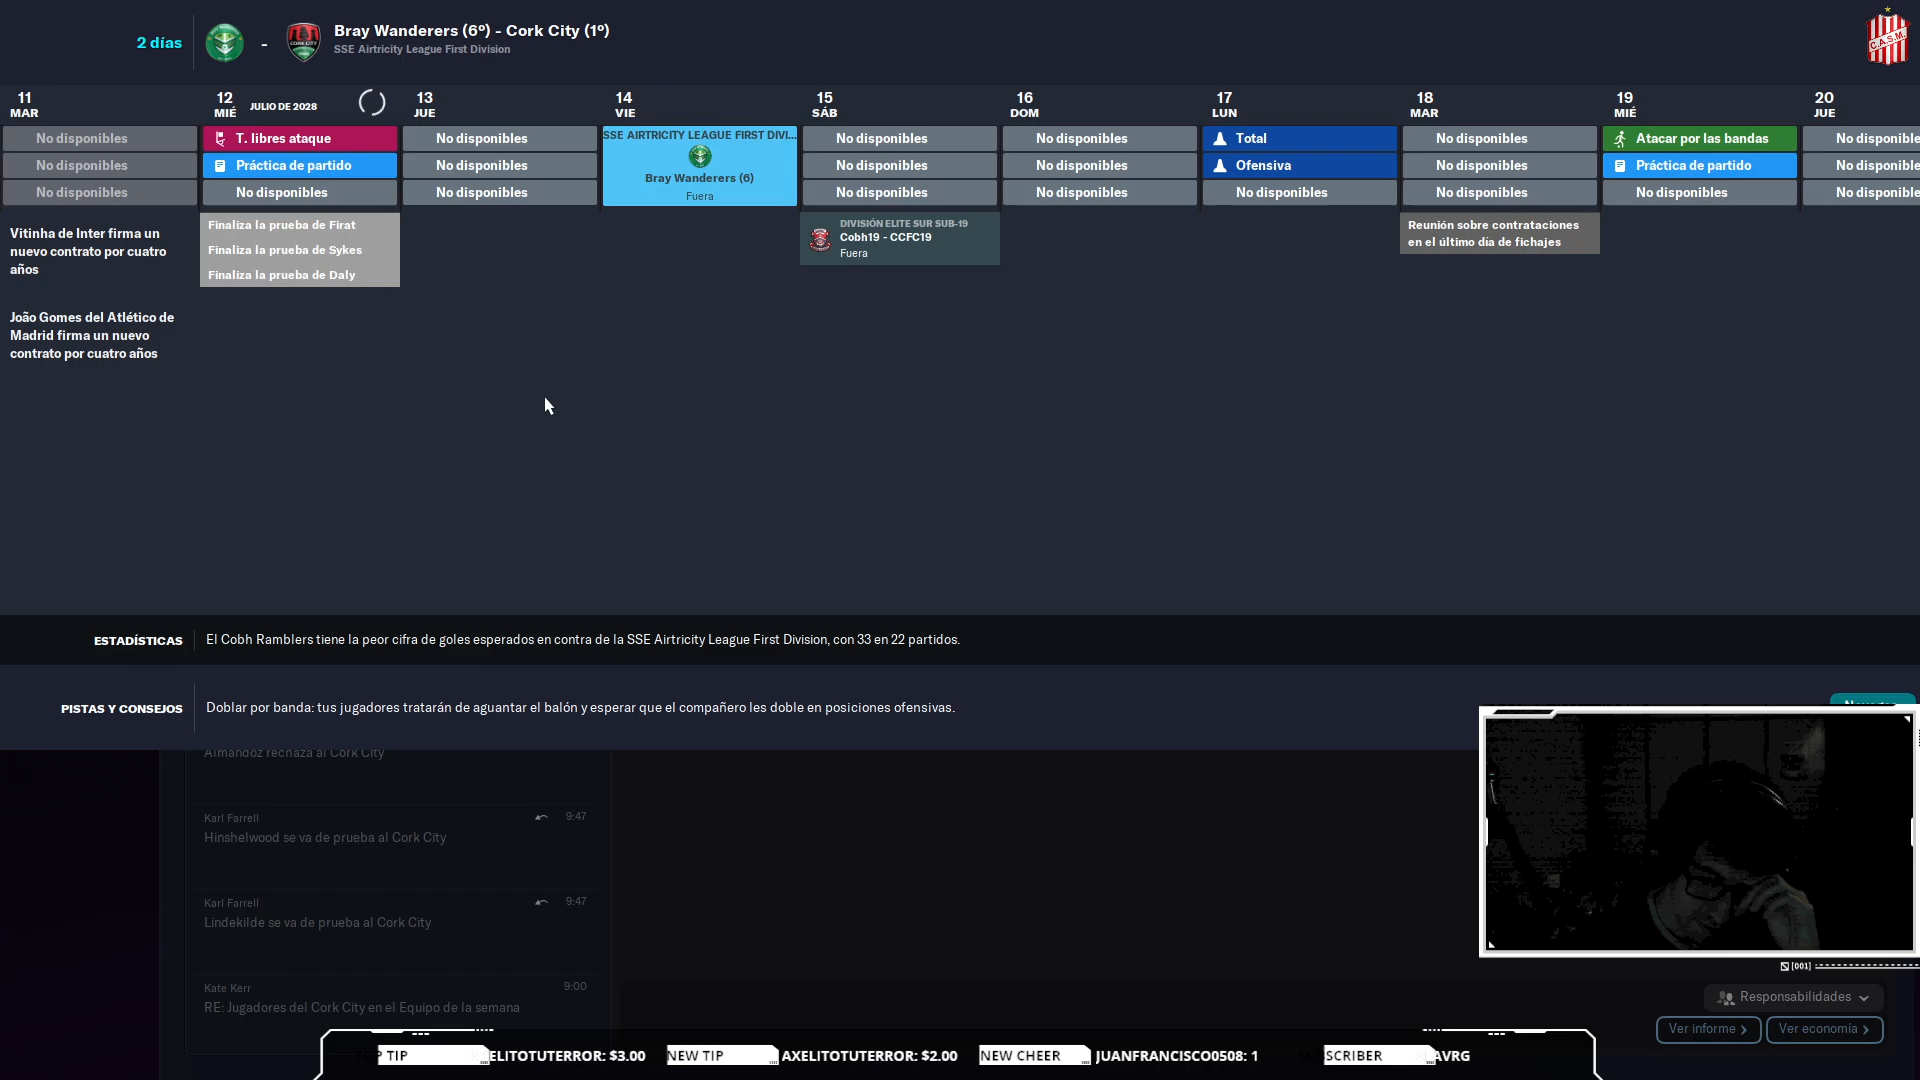 2 días
-
Bray Wanderers (6º) - Cork City (1º)
SSE Airtricity League First Division
C.A.S.M.
11
MAR
12
MIÉ
JULIO DE 2028
13
JUE
14
VIE
15
SÁB
16
DOM
17
LUN
18
MAR
19
MIÉ
20
JUE
No disponibles
No disponibles
No disponibles
T. libres ataque
Práctica de partido
No disponibles
No disponibles
No disponibles
No disponibles
SSE AIRTRICITY LEAGUE FIRST DIVI...
Bray Wanderers (6)
Fuera
No disponibles
No disponibles
No disponibles
No disponibles
No disponibles
No disponibles
Total
Ofensiva
No disponibles
No disponibles
No disponibles
No disponibles
Atacar por las bandas
Práctica de partido
No disponibles
No disponible
No disponible
No disponible
Vitinha de Inter firma un
nuevo contrato por cuatro
años
João Gomes del Atlético de
Madrid firma un nuevo
contrato por cuatro años
Finaliza la prueba de Firat
Finaliza la prueba de Sykes
Finaliza la prueba de Daly
DIVISIÓN ELITE SUR SUB-19
Cobh19 - CCFC19
Fuera
Reunión sobre contrataciones
en el último dia de fichajes
ESTADÍSTICAS
El Cobh Ramblers tiene la peor cifra de goles esperados en contra de la SSE Airtricity League First Division, con 33 en 22 partidos.
PISTAS Y CONSEJOS
Doblar por banda: tus jugadores tratarán de aguantar el balón y esperar que el compañero les doble en posiciones ofensivas.
Almandoz rechaza al Cork City
Karl Farrell
9:47
Hinshelwood se va de prueba al Cork City
Karl Farrell
9:47
Lindekilde se va de prueba al Cork City
Kate Kerr
9:00
RE: Jugadores del Cork City en el Equipo de la semana
[001]
Responsabilidades
Ver informe
Ver economía
P TIP
ELITOTUTERROR: $3.00
NEW TIP
AXELITOTUTERROR: $2.00
NEW CHEER
JUANFRANCISCO0508: 1
SCRIBER
AVRG